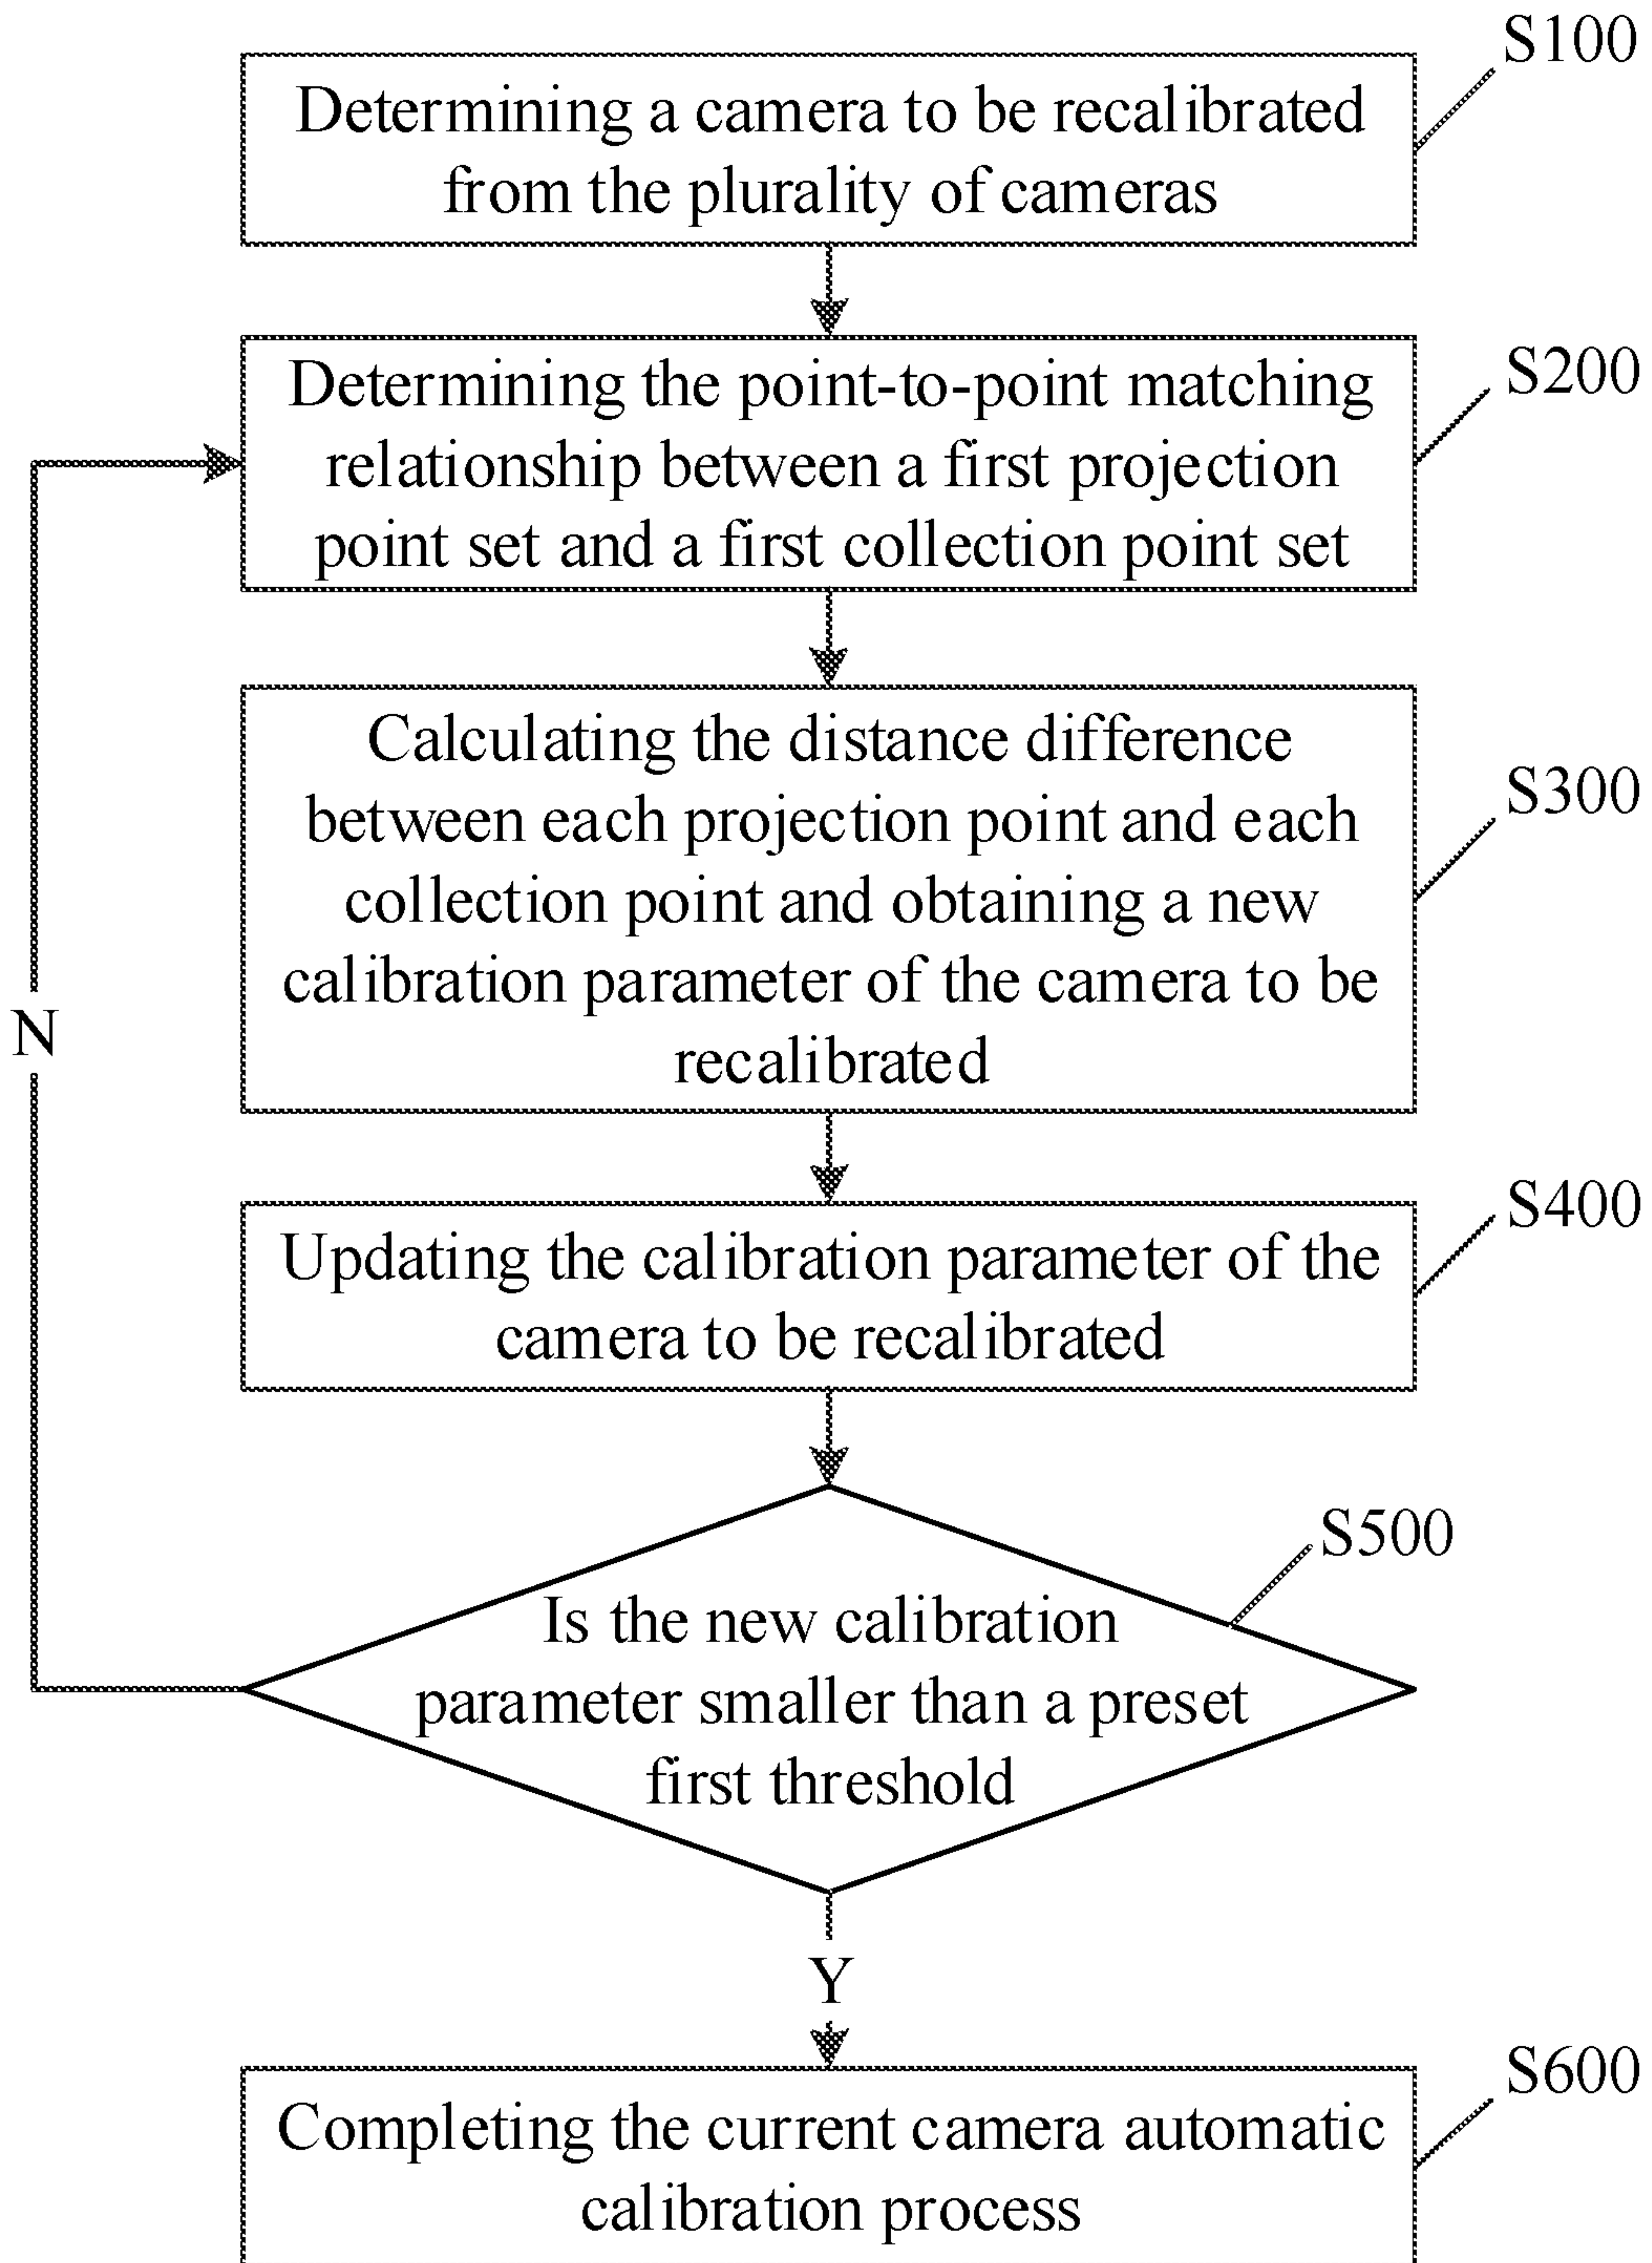 S100
Determining a camera to be recalibrated
from the plurality of cameras
S200
Determining the point-to-point matching
relationship between a first projection
point set and a first collection point set
S300
Calculating the distance difference
between each projection point and each
collection point and obtaining a new
calibration parameter of the camera to be
recalibrated
N
S400
Updating the calibration parameter of the
camera to be recalibrated
S500
Is the new calibration
parameter smaller than a preset
first threshold
Y
S600
Completing the current camera automatic
calibration process